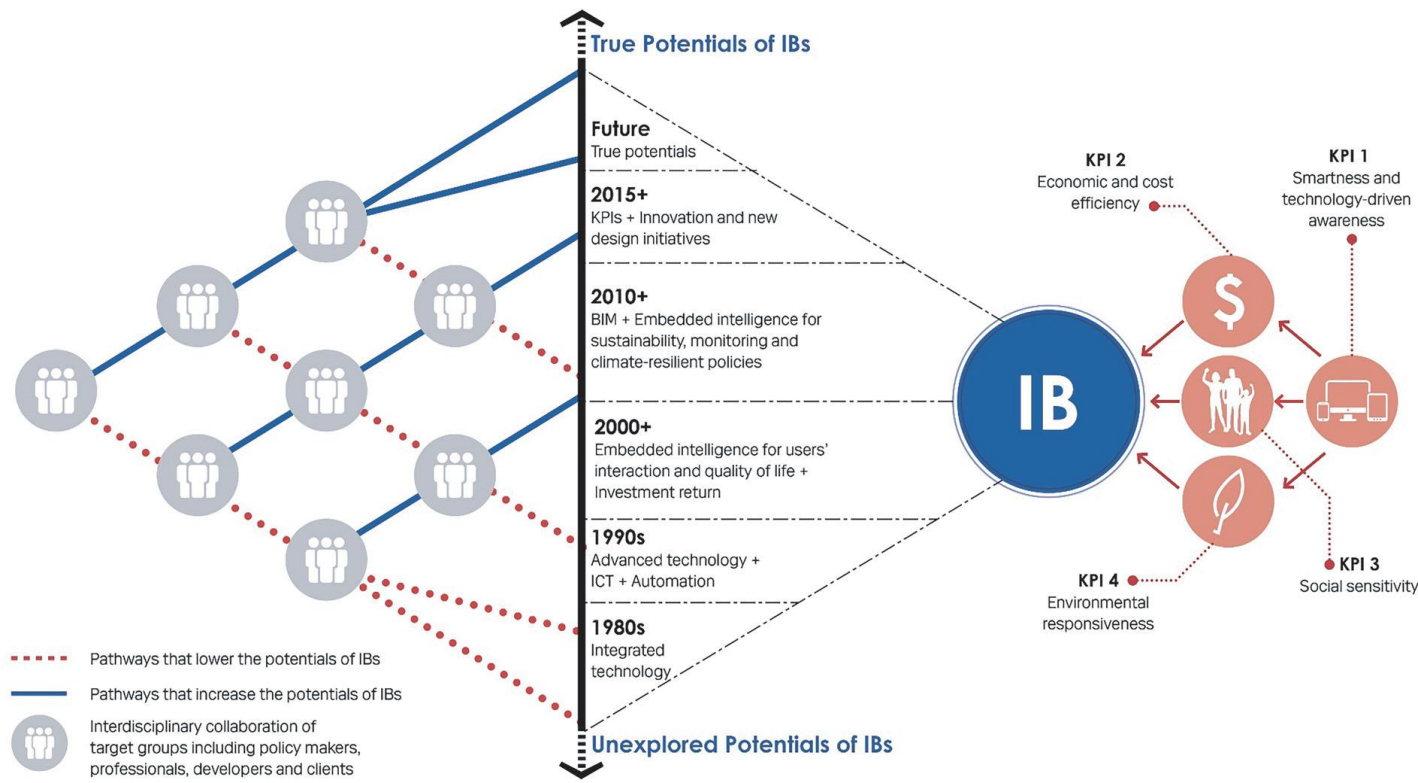 True Potentials of IBs
Future
True potentials
2015+
KPIs + Innovation and new
design initiatives
2010+
BIM + Embedded intelligence for
sustainability, monitoring and
climate-resilient policies
2000+
Embedded intelligence for users'
interaction and quality of life +
Investment return
1990s
Advanced technology +
ICT + Automation
1980s
Integrated
technology
Unexplored Potentials of IBs
IB
KPI 2
Economic and cost
efficiency
$
KPI 1
Smartness and
technology-driven
awareness
KPI 3
Social sensitivity
KPI 4
Environmental
responsiveness
Pathways that lower the potentials of IBs
Pathways that increase the potentials of IBs
Interdisciplinary collaboration of
target groups including policy makers,
professionals, developers and clients